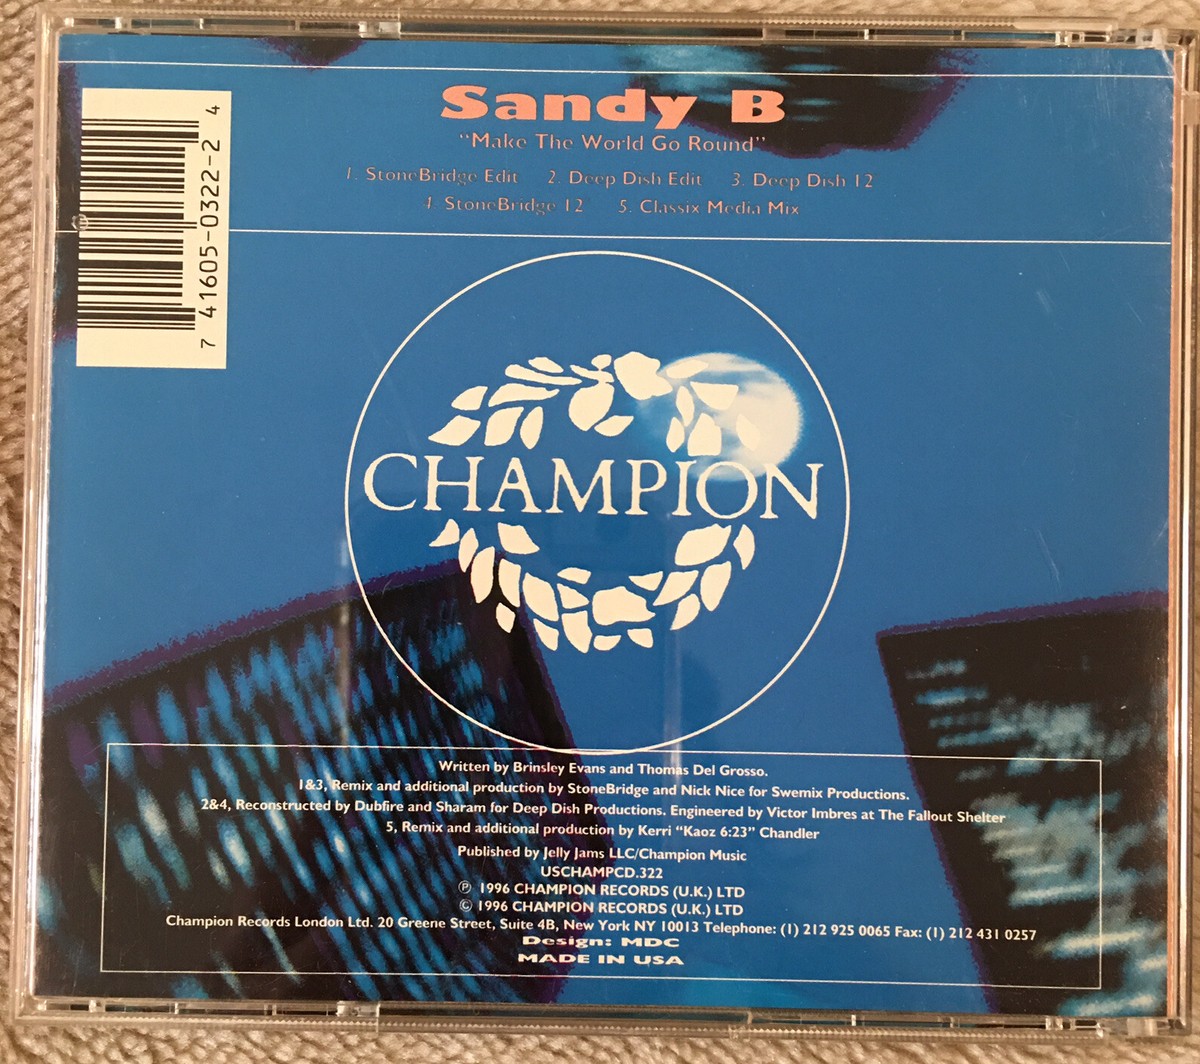 Sandy B
"Make The World Go Round"
1. StoneBridge Edit 2. Deep Dish Edit 3. Deep Dish 12
4. StoneBridge 12" 5. Classix Media Mix
7 41605-0322-2 4
CHAMPION
Written by Brinsley Evans and Thomas Del Grosso.
1&3, Remix and additional production by StoneBridge and Nick Nice for Swemix Productions.
2&4, Reconstructed by Dubfire and Sharam for Deep Dish Productions. Engineered by Victor Imbres at The Fallout Shelter
5, Remix and additional production by Kerri "Kaoz 6:23" Chandler
Published by Jelly Jams LLC/Champion Music
USCHAMPCD.322
℗ 1996 CHAMPION RECORDS (U.K.) LTD
© 1996 CHAMPION RECORDS (U.K.) LTD
Champion Records London Ltd. 20 Greene Street, Suite 4B, New York NY 10013 Telephone: (1) 212 925 0065 Fax: (1) 212 431 0257
Design: MDC
MADE IN USA